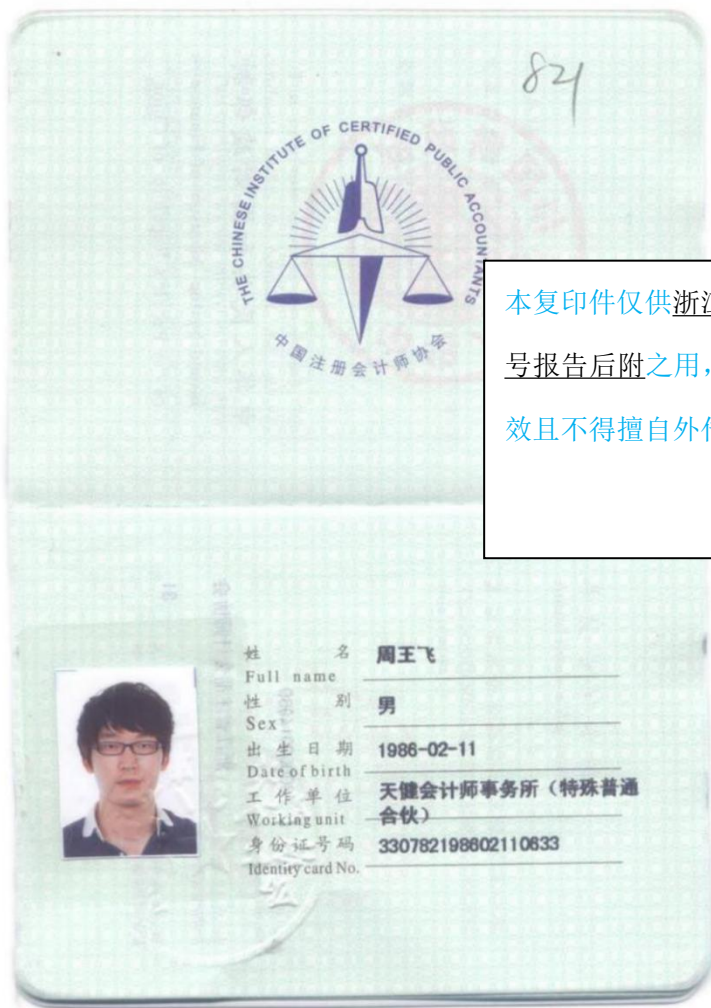 821
THE CHINESE INSTITUTE OF CERTIFIED PUBLIC ACCOUNTANTS
中国注册会计师协会
本复印件仅供浙江
号报告后附之用，
效且不得擅自外传
姓 名 周王飞
Full name
性 别 男
Sex
出生日期 1986-02-11
Date of birth
工作单位 天健会计师事务所（特殊普通
Working unit 合伙）
身份证号码 330782198602110633
Identity card No.